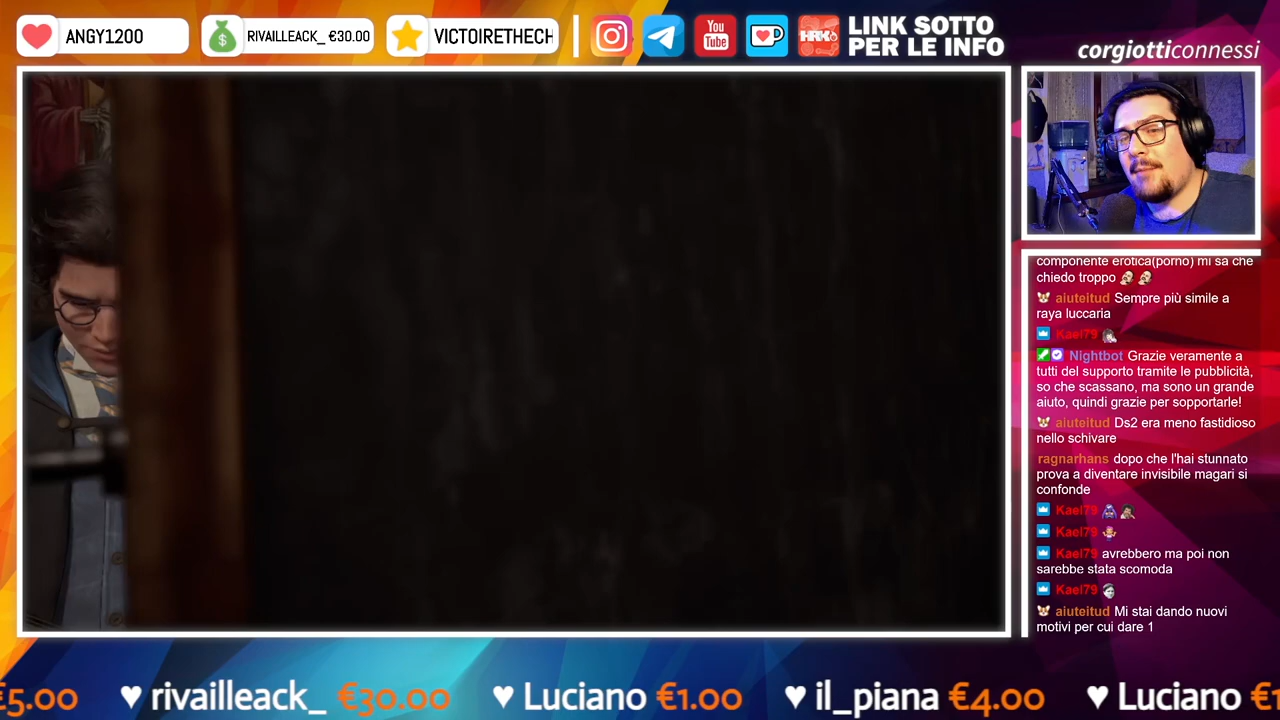 ANGY1200
RIVAILLEACK_ €30.00
VICTOIRETHECH
You
Tube
HRK
LINK SOTTO
PER LE INFO
corgiotticonnessi
componente erotica(porno) mi sa che
chiedo troppo
aiuteitud Sempre più simile a
raya luccaria
Kael79
Nightbot Grazie veramente a
tutti del supporto tramite le pubblicità,
so che scassano, ma sono un grande
aiuto, quindi grazie per sopportarle!
aiuteitud Ds2 era meno fastidioso
nello schivare
ragnarhans dopo che l'hai stunnato
prova a diventare invisibile magari si
confonde
Kael79
Kael79
Kael79 avrebbero ma poi non
sarebbe stata scomoda
Kael79
aiuteitud Mi stai dando nuovi
motivi per cui dare 1
€5.00 ♥ rivailleack_ €30.00 ♥ Luciano €1.00 ♥ il_piana €4.00 ♥ Luciano €1